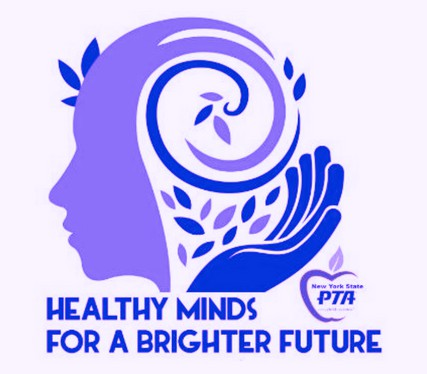 New York State
PTA
HEALTHY MINDS
FOR A BRIGHTER FUTURE